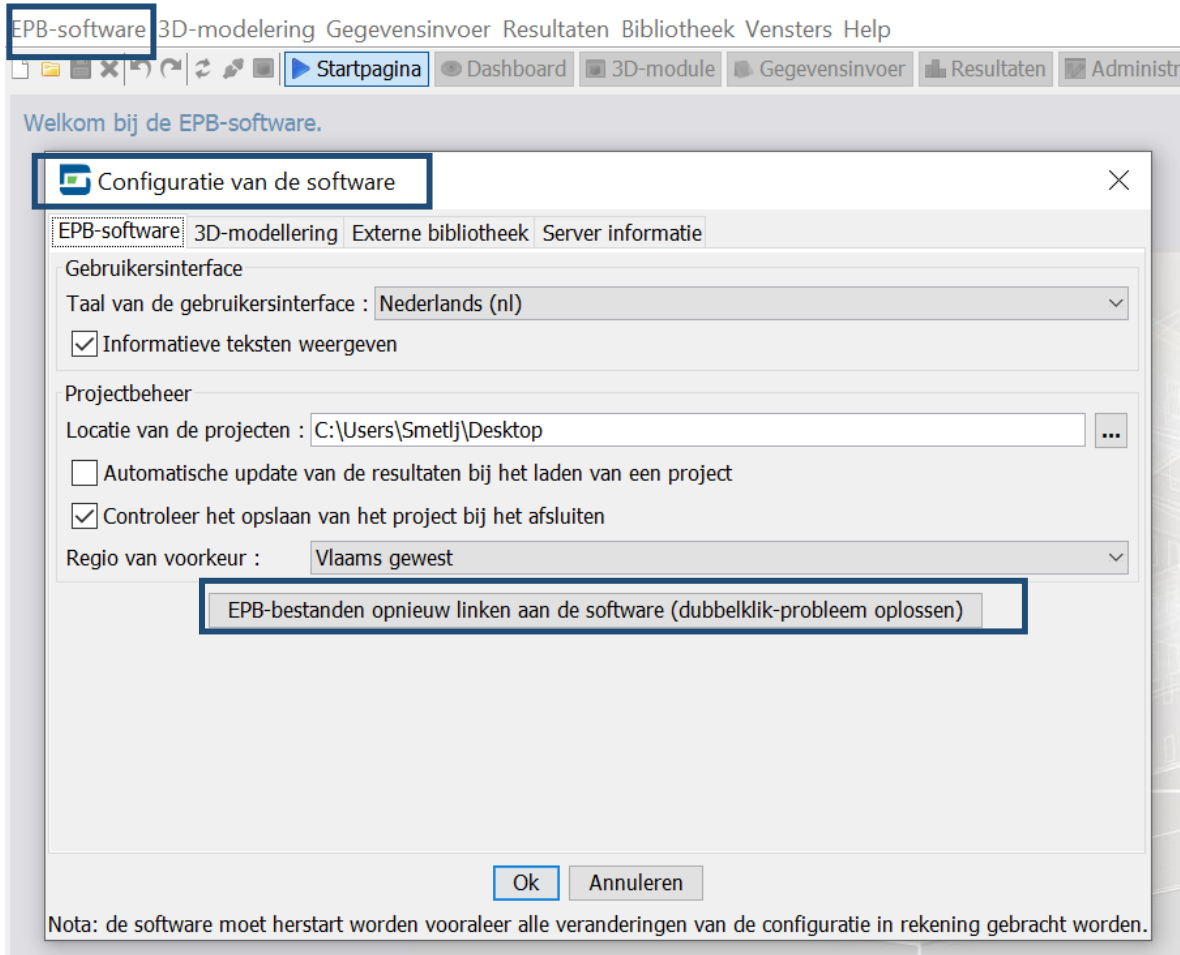 EPB-software 3D-modelering Gegevensinvoer Resultaten Bibliotheek Vensters Help
Startpagina Dashboard 3D-module Gegevensinvoer Resultaten Administr
Welkom bij de EPB-software.
Configuratie van de software
EPB-software 3D-modellering Externe bibliotheek Server informatie
Gebruikersinterface
Taal van de gebruikersinterface : Nederlands (nl)
Informatieve teksten weergeven
Projectbeheer
Locatie van de projecten : C:\Users\Smetlj\Desktop ...
Automatische update van de resultaten bij het laden van een project
Controleer het opslaan van het project bij het afsluiten
Regio van voorkeur : Vlaams gewest
EPB-bestanden opnieuw linken aan de software (dubbelklik-probleem oplossen)
Ok Annuleren
Nota: de software moet herstart worden vooraleer alle veranderingen van de configuratie in rekening gebracht worden.